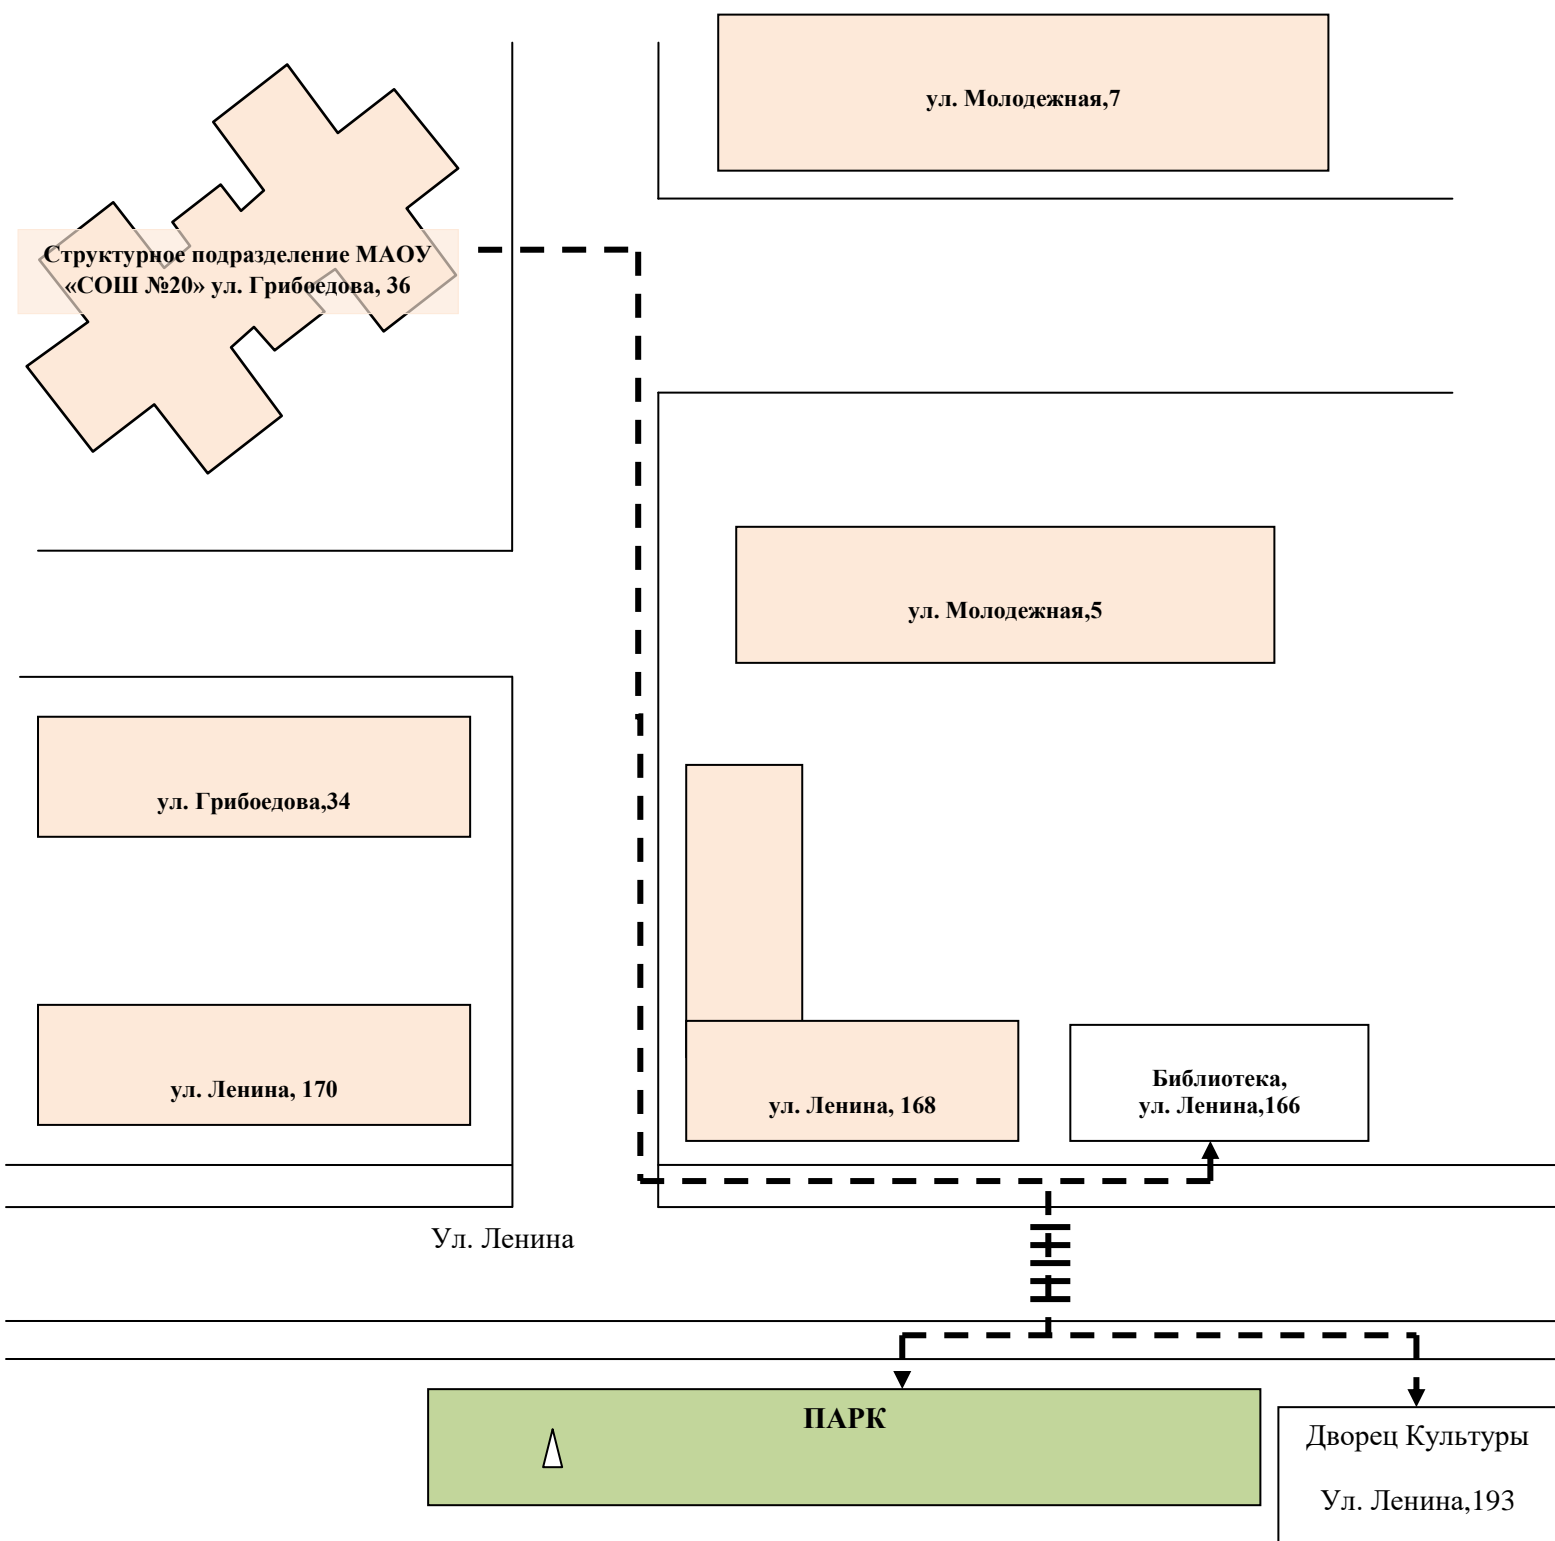 ул. Молодежная,7
Структурное подразделение МАОУ
«СОШ №20» ул. Грибоедова, 36
ул. Молодежная,5
ул. Грибоедова,34
ул. Ленина, 170
ул. Ленина, 168
Библиотека,
ул. Ленина,166
Ул. Ленина
ПАРК
Дворец Культуры
Ул. Ленина,193